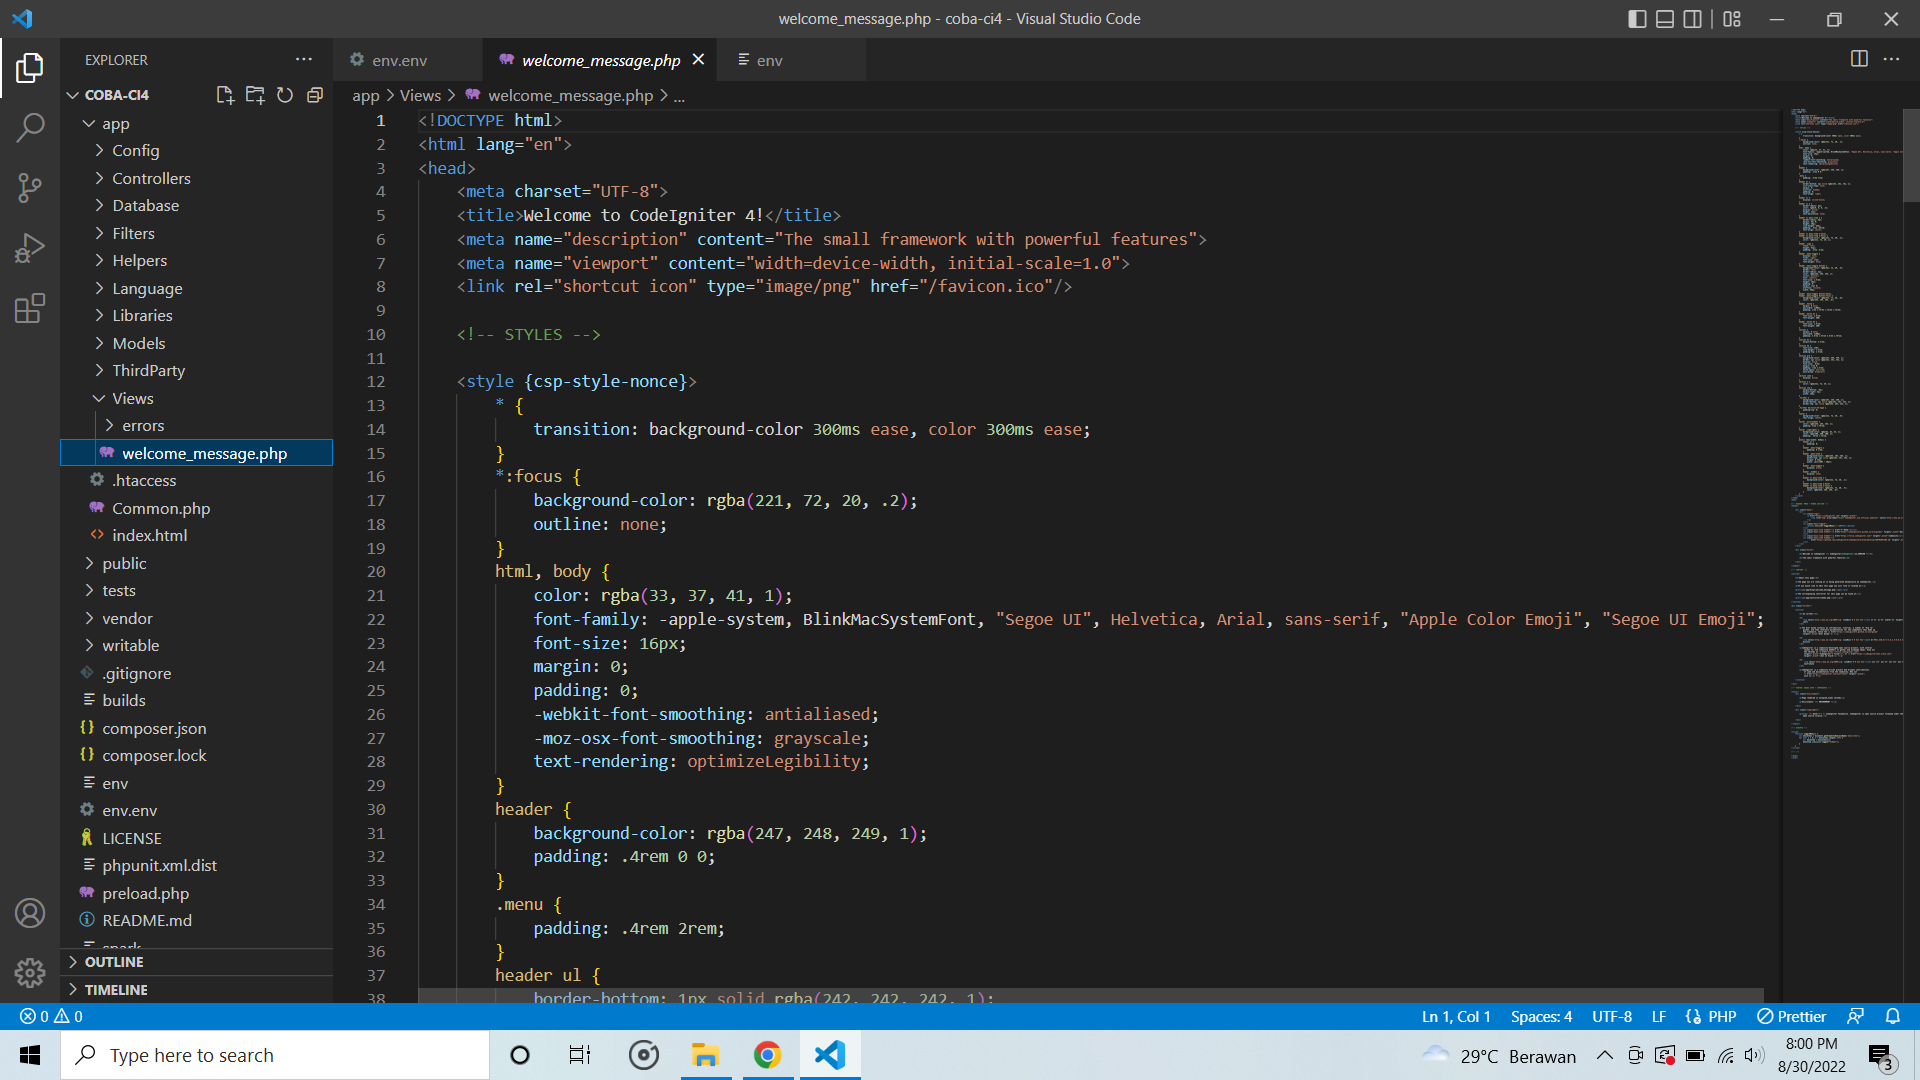 welcome_message.php - coba-ci4 - Visual Studio Code
EXPLORER
env.env
welcome_message.php
env
COBA-CI4
app
Config
Controllers
Database
Filters
Helpers
Language
Libraries
Models
ThirdParty
Views
errors
welcome_message.php
.htaccess
Common.php
index.html
public
tests
vendor
writable
.gitignore
builds
composer.json
composer.lock
env
env.env
LICENSE
phpunit.xml.dist
preload.php
README.md
spark
OUTLINE
TIMELINE
app > Views > welcome_message.php > ...
1 <!DOCTYPE html>
2 <html lang="en">
3 <head>
4 <meta charset="UTF-8">
5 <title>Welcome to CodeIgniter 4!</title>
6 <meta name="description" content="The small framework with powerful features">
7 <meta name="viewport" content="width=device-width, initial-scale=1.0">
8 <link rel="shortcut icon" type="image/png" href="/favicon.ico"/>
9
10 <!-- STYLES -->
11
12 <style {csp-style-nonce}>
13 * {
14 transition: background-color 300ms ease, color 300ms ease;
15 }
16 *:focus {
17 background-color: rgba(221, 72, 20, .2);
18 outline: none;
19 }
20 html, body {
21 color: rgba(33, 37, 41, 1);
22 font-family: -apple-system, BlinkMacSystemFont, "Segoe UI", Helvetica, Arial, sans-serif, "Apple Color Emoji", "Segoe UI Emoji";
23 font-size: 16px;
24 margin: 0;
25 padding: 0;
26 -webkit-font-smoothing: antialiased;
27 -moz-osx-font-smoothing: grayscale;
28 text-rendering: optimizeLegibility;
29 }
30 header {
31 background-color: rgba(247, 248, 249, 1);
32 padding: .4rem 0 0;
33 }
34 .menu {
35 padding: .4rem 2rem;
36 }
37 header ul {
38 border-bottom: 1px solid rgba(242, 242, 242, 1);
0 0
Ln 1, Col 1 Spaces: 4 UTF-8 LF PHP Prettier
Type here to search
29°C Berawan
8:00 PM
8/30/2022
3